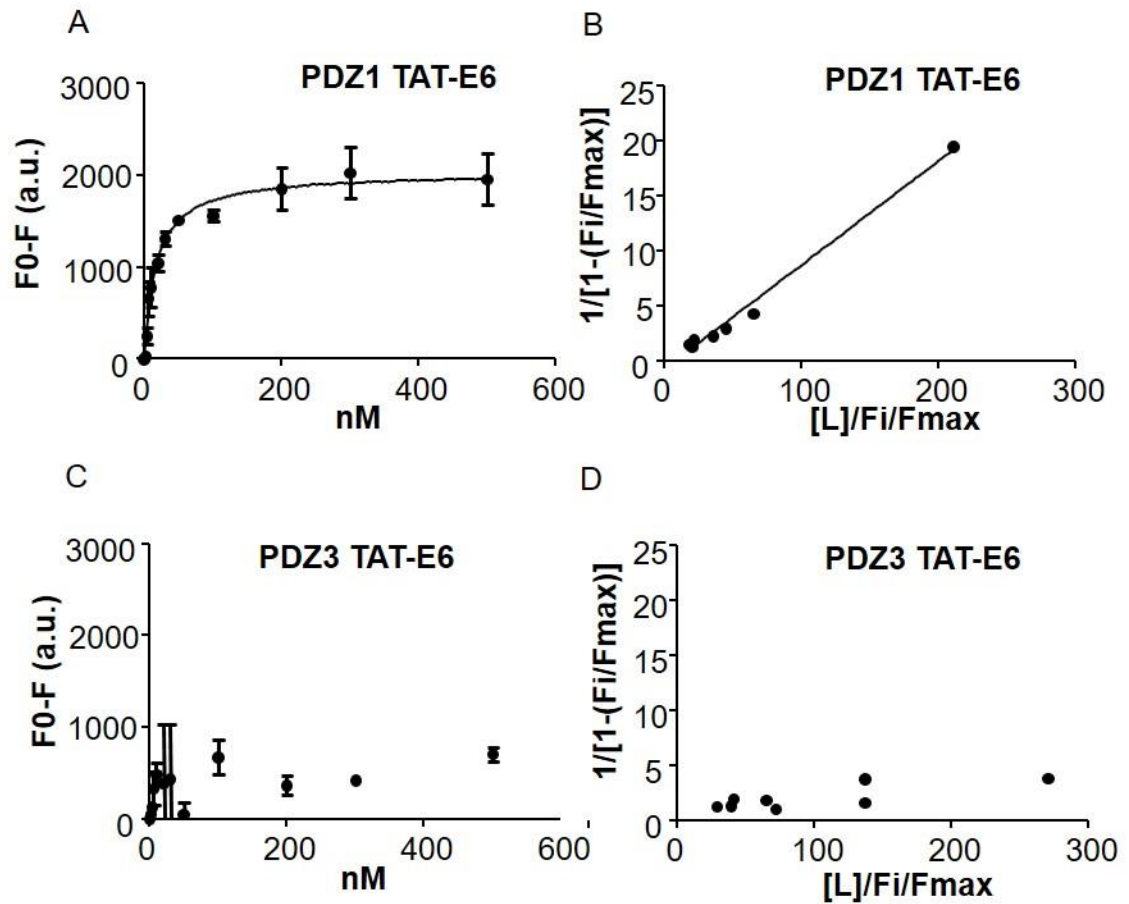 A
PDZ1 TAT-E6
3000
2000
1000
0
F0-F (a.u.)
0 200 400 600
nM
B
PDZ1 TAT-E6
25
20
15
10
5
0
1/[1-(Fi/Fmax)]
0 100 200 300
[L]/Fi/Fmax
C
PDZ3 TAT-E6
3000
2000
1000
0
F0-F (a.u.)
0 200 400 600
nM
D
PDZ3 TAT-E6
25
20
15
10
5
0
1/[1-(Fi/Fmax)]
0 100 200 300
[L]/Fi/Fmax